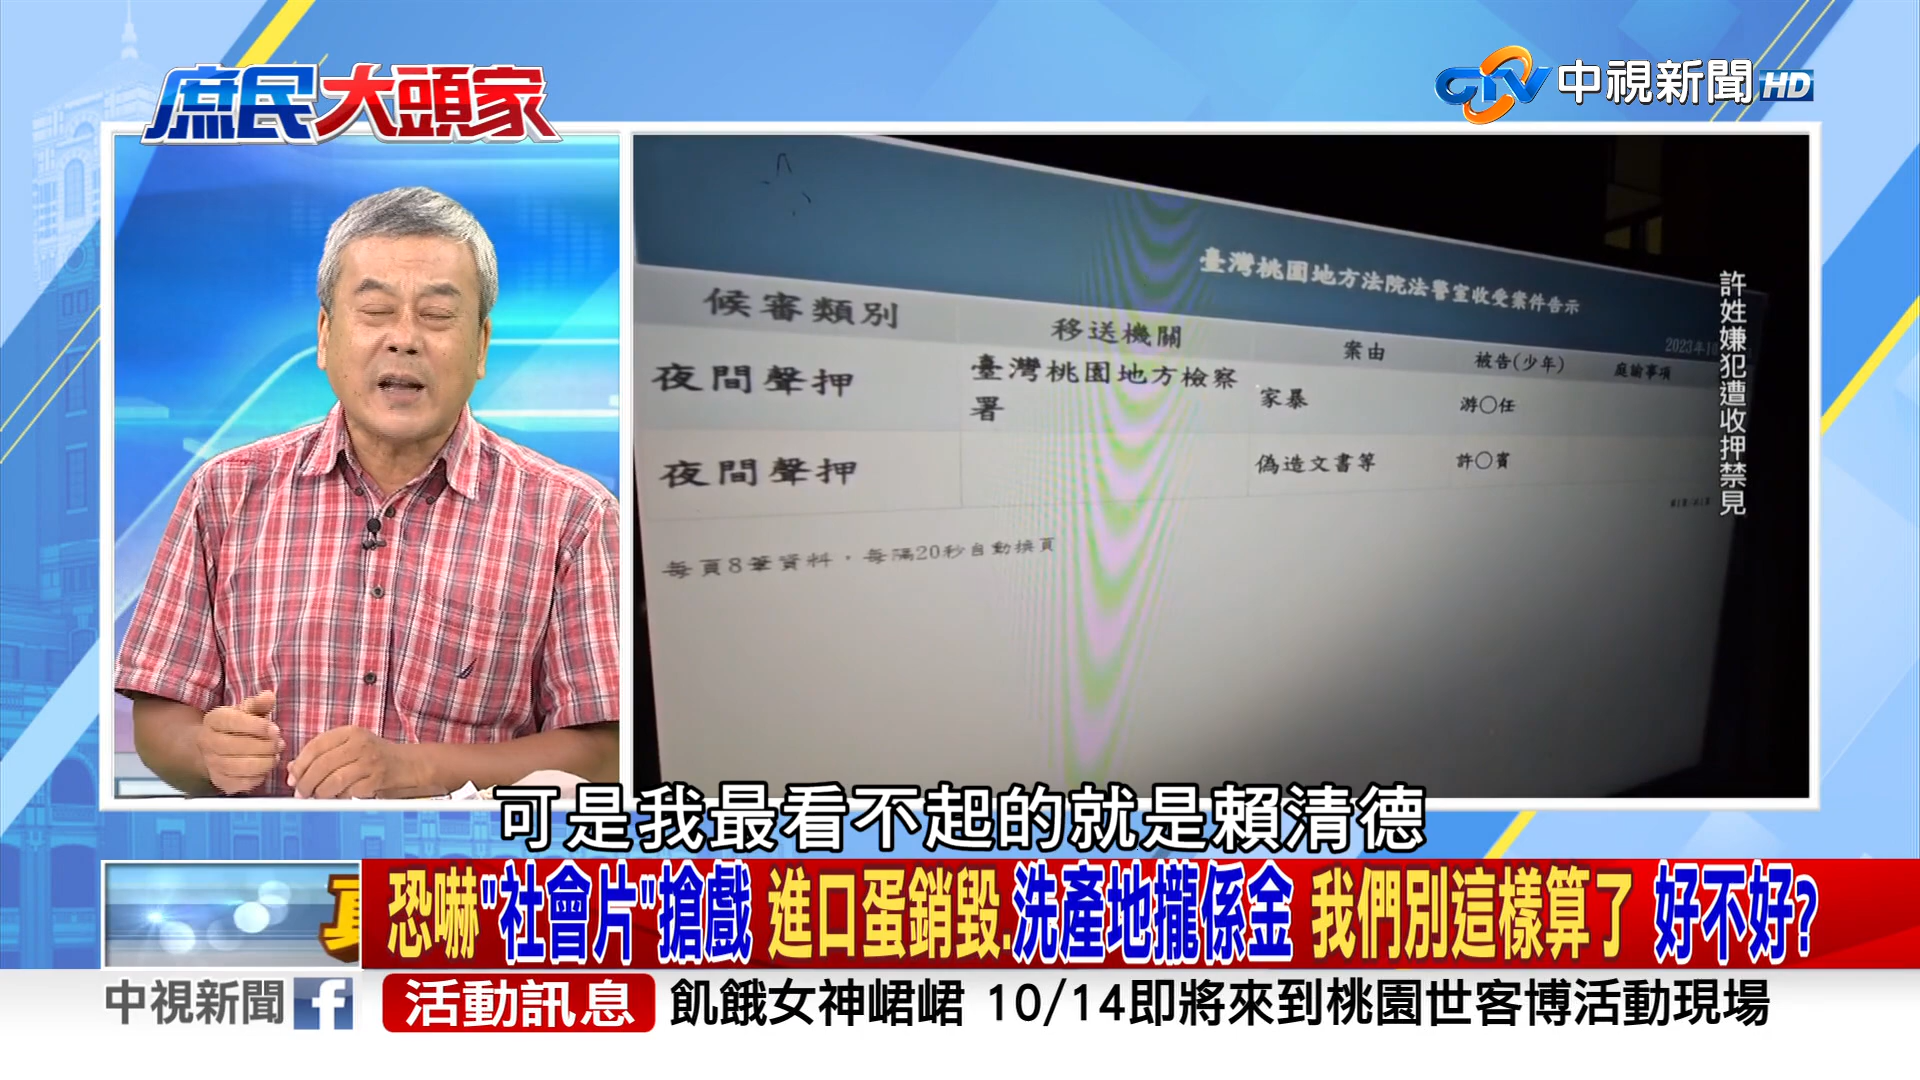 庶民大頭家
CTV 中視新聞 HD
臺灣桃園地方法院法警室收受案件告示
候審類別 移送機關 案由 被告(少年) 庭諭事項
夜間聲押 臺灣桃園地方檢察署 家暴 游〇任
夜間聲押 偽造文書等 許〇賓
每頁8筆資料，每隔20秒自動換頁
許姓嫌犯遭收押禁見
可是我最看不起的就是賴清德
恐嚇"社會片"搶戲 進口蛋銷毀.洗產地攏係金 我們別這樣算了 好不好?
中視新聞 f 活動訊息 飢餓女神峮峮 10/14即將來到桃園世客博活動現場